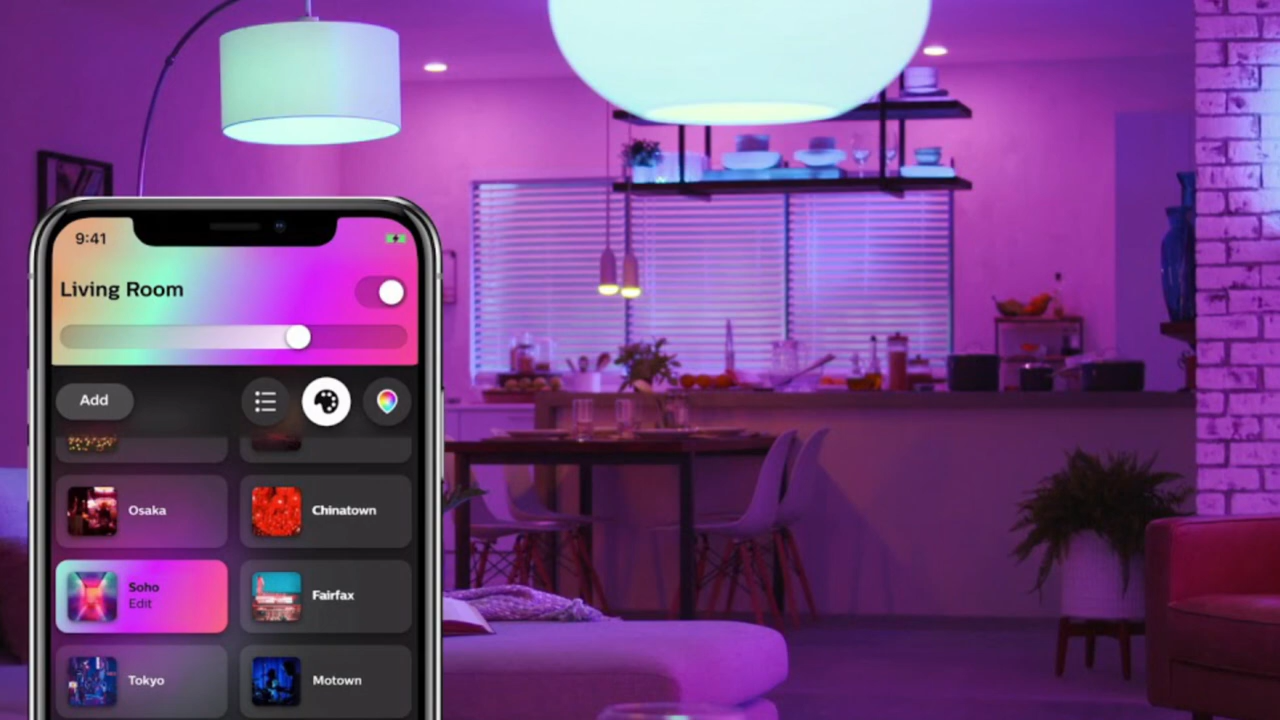 9:41
Living Room
Add
Osaka
Chinatown
Soho
Edit
Fairfax
Tokyo
Motown